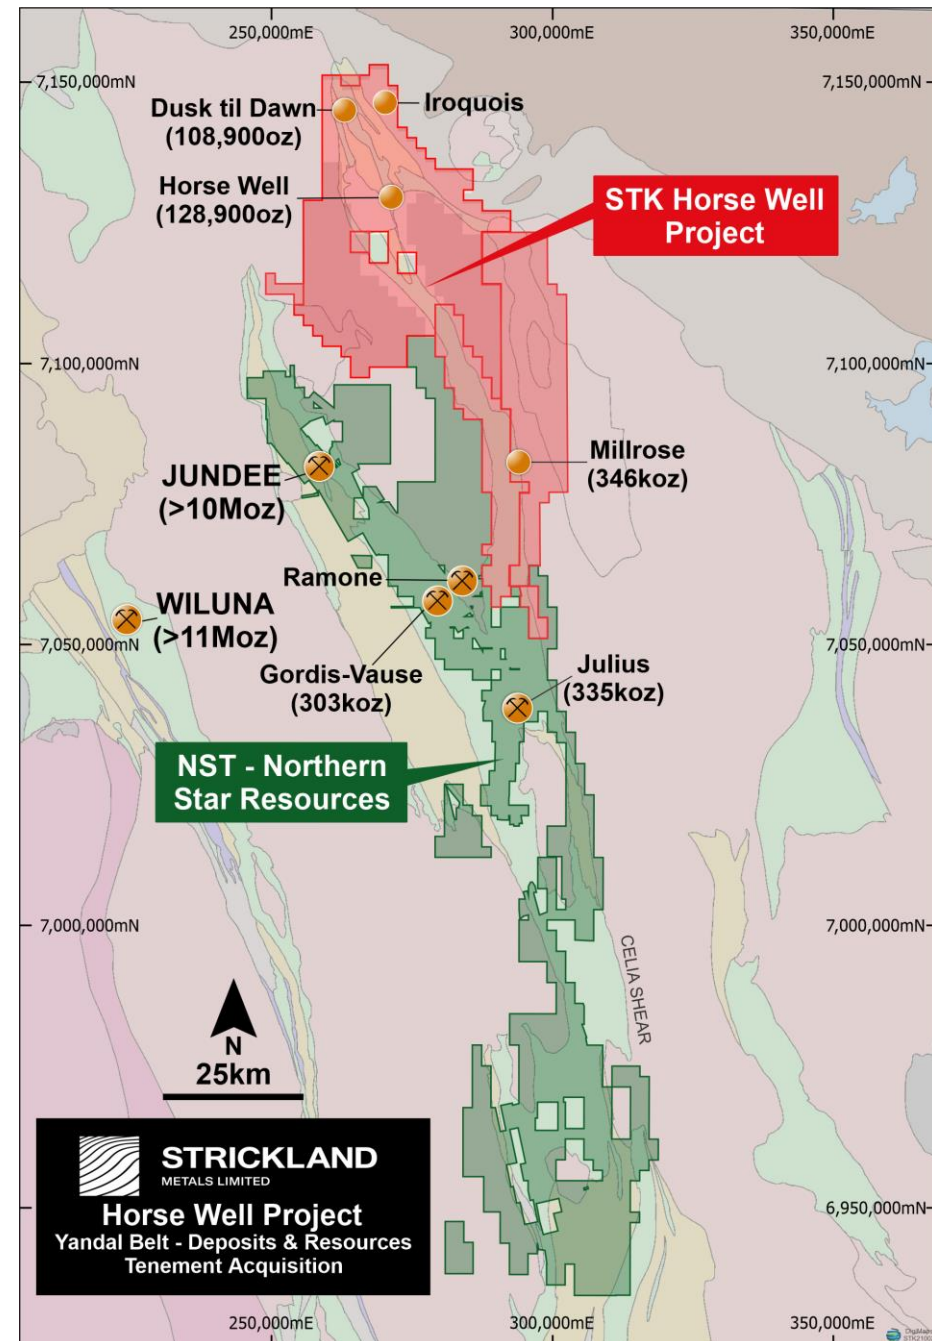 250,000mE
300,000mE
350,000mE
7,150,000mN
7,150,000mN
Dusk til Dawn
(108,900oz)
Iroquois
Horse Well
(128,900oz)
STK Horse Well
Project
7,100,000mN
7,100,000mN
JUNDEE
(>10Moz)
Millrose
(346koz)
Ramone
WILUNA
(>11Moz)
7,050,000mN
7,050,000mN
Gordis-Vause
(303koz)
Julius
(335koz)
NST - Northern
Star Resources
7,000,000mN
7,000,000mN
CELIA SHEAR
N
25km
STRICKLAND
METALS LIMITED
Horse Well Project
Yandal Belt - Deposits & Resources
Tenement Acquisition
6,950,000mN
250,000mE
300,000mE
350,000mE